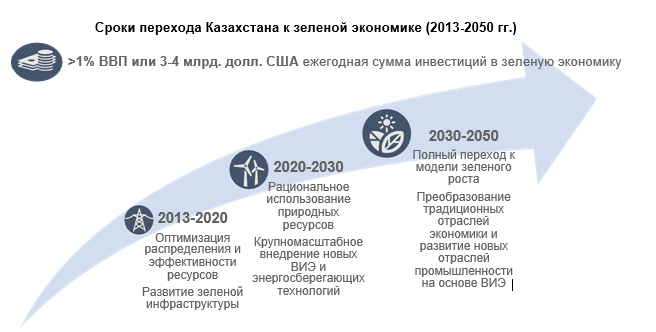 Сроки перехода Казахстана к зеленой экономике (2013-2050 гг.)
>1% ВВП или 3-4 млрд. долл. США ежегодная сумма инвестиций в зеленую экономику
2013-2020
Оптимизация
распределения и
эффективности
ресурсов
Развитие зеленой
инфраструктуры
2020-2030
Рациональное
использование
природных
ресурсов
Крупномасштабное
внедрение новых
ВИЭ и
энергосберегающих
технологий
2030-2050
Полный переход к
модели зеленого
роста
Преобразование
традиционных
отраслей
экономики и
развитие новых
отраслей
промышленности
на основе ВИЭ